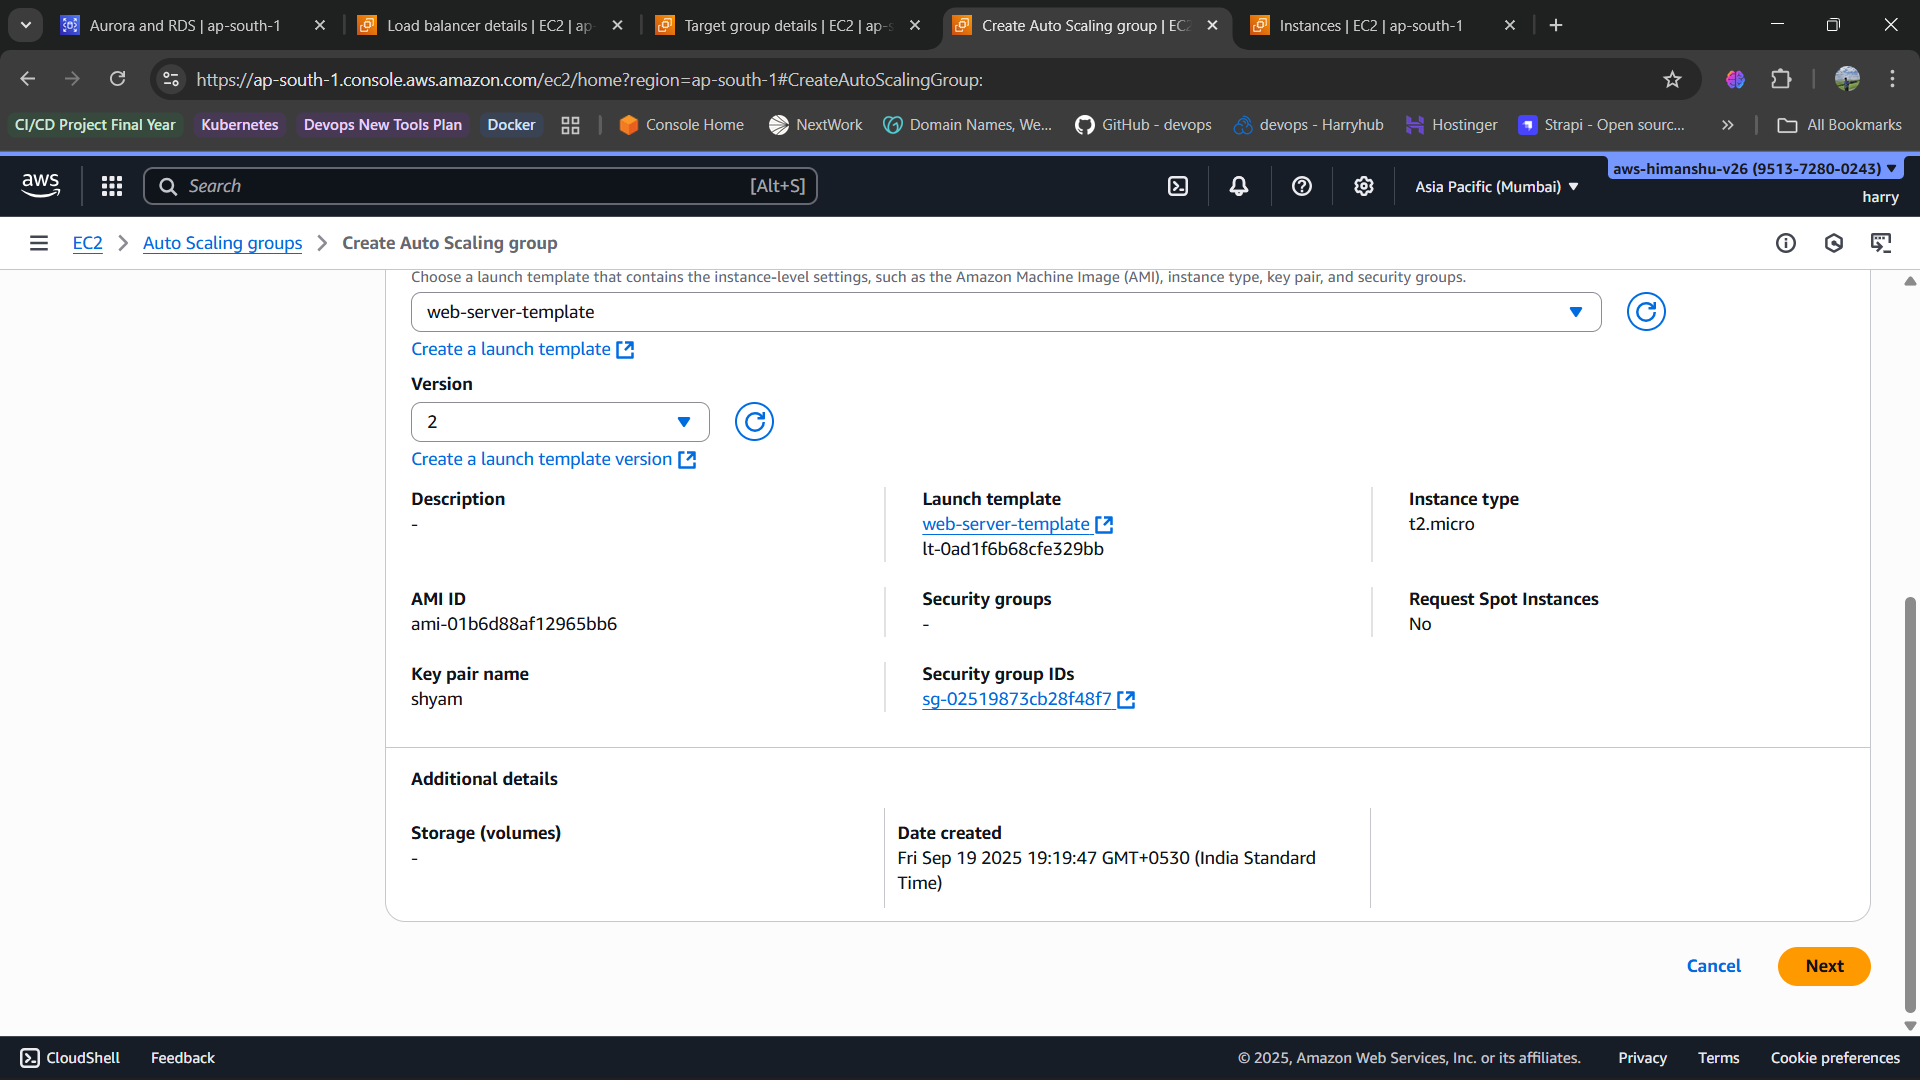 Aurora and RDS | ap-south-1
Load balancer details | EC2 | ap-
Target group details | EC2 | ap-s
Create Auto Scaling group | EC2
Instances | EC2 | ap-south-1
https://ap-south-1.console.aws.amazon.com/ec2/home?region=ap-south-1#CreateAutoScalingGroup:
CI/CD Project Final Year
Kubernetes
Devops New Tools Plan
Docker
Console Home
NextWork
Domain Names, We...
GitHub - devops
devops - Harryhub
Hostinger
Strapi - Open sourc...
All Bookmarks
aws
Search
[Alt+S]
Asia Pacific (Mumbai)
aws-himanshu-v26 (9513-7280-0243)
harry
EC2
Auto Scaling groups
Create Auto Scaling group
Choose a launch template that contains the instance-level settings, such as the Amazon Machine Image (AMI), instance type, key pair, and security groups.
web-server-template
Create a launch template
Version
2
Create a launch template version
Description
-
Launch template
web-server-template
lt-0ad1f6b68cfe329bb
Instance type
t2.micro
AMI ID
ami-01b6d88af12965bb6
Security groups
-
Request Spot Instances
No
Key pair name
shyam
Security group IDs
sg-02519873cb28f48f7
Additional details
Storage (volumes)
-
Date created
Fri Sep 19 2025 19:19:47 GMT+0530 (India Standard
Time)
Cancel
Next
CloudShell
Feedback
© 2025, Amazon Web Services, Inc. or its affiliates.
Privacy
Terms
Cookie preferences